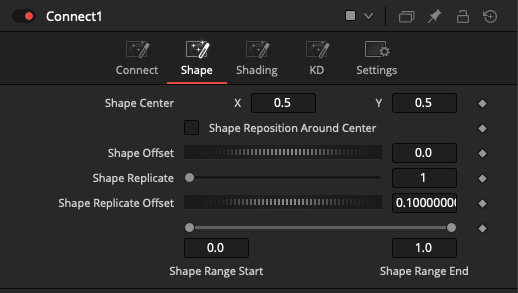 Connect1
Connect Shape Shading KD Settings
Shape Center X 0.5 Y 0.5
Shape Reposition Around Center
Shape Offset 0.0
Shape Replicate 1
Shape Replicate Offset 0.10000000
0.0 1.0
Shape Range Start Shape Range End